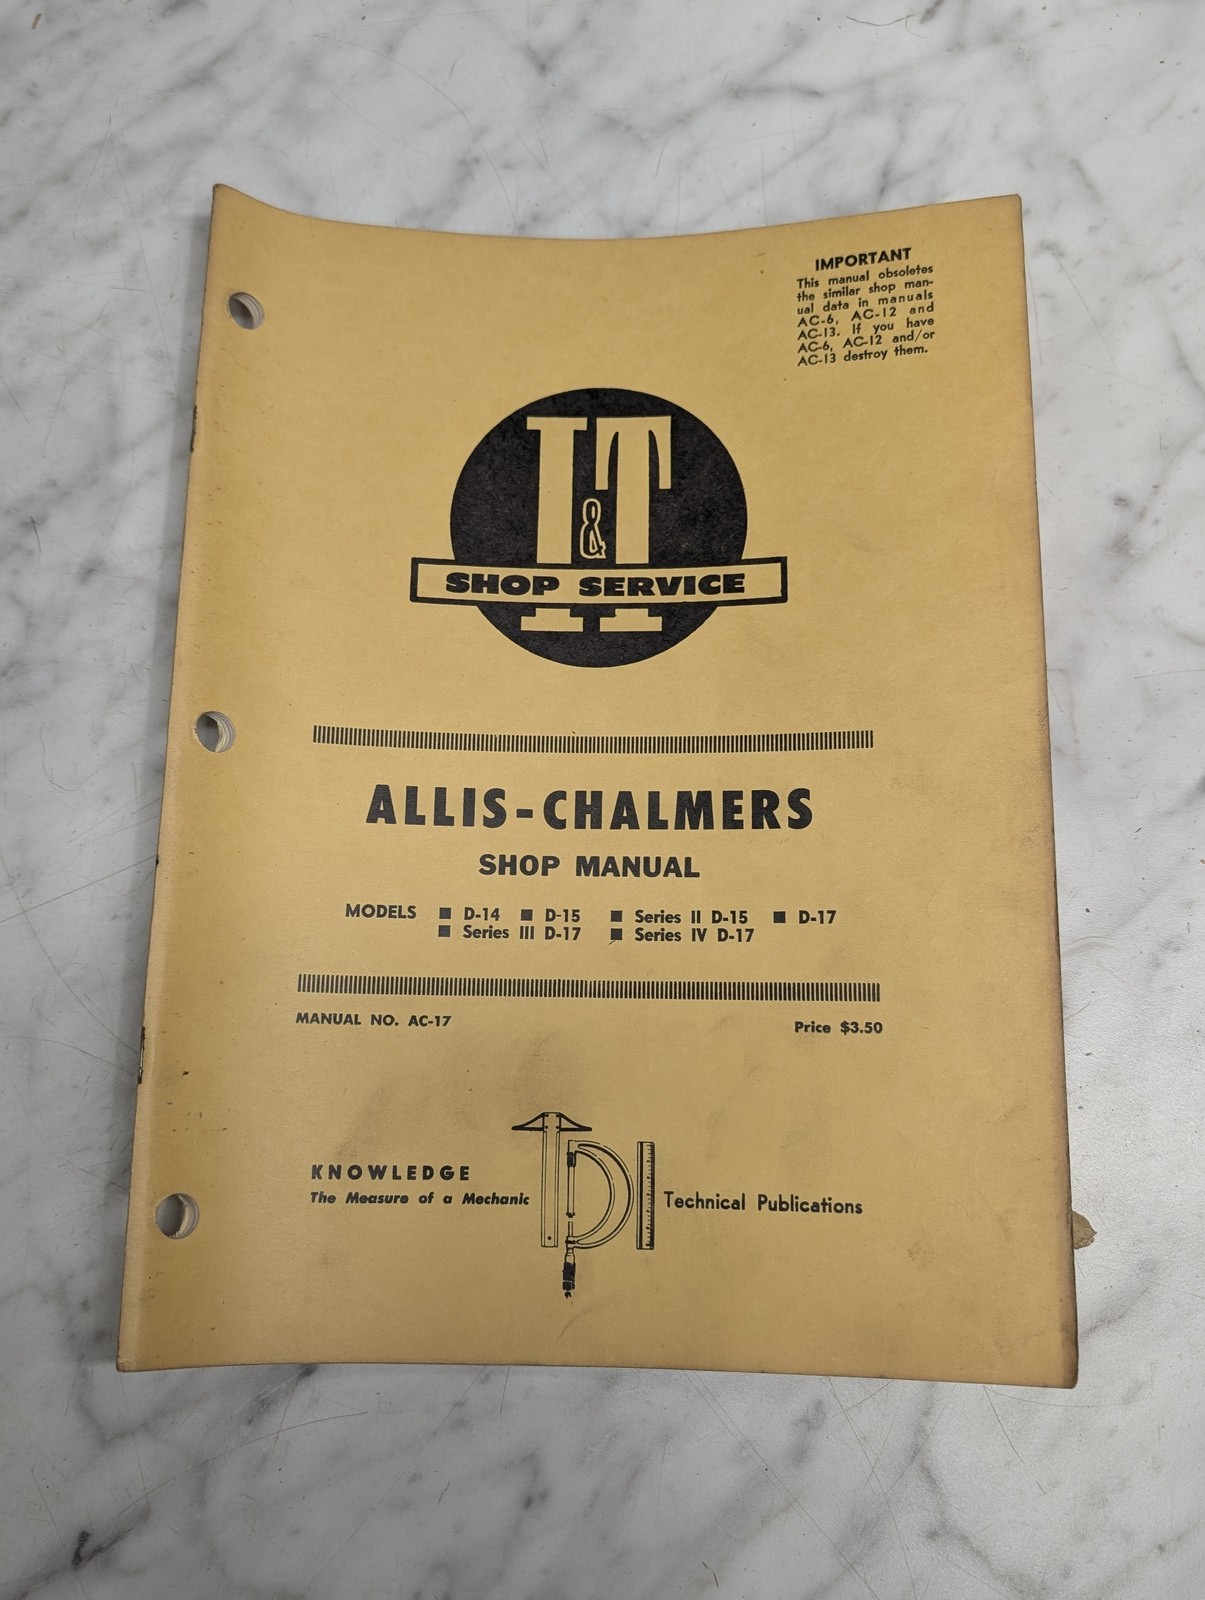 IMPORTANT
This manual obsoletes
the similar shop man-
ual data in manuals
AC-6, AC-12 and
AC-13. If you have
AC-6, AC-12 and/or
AC-13 destroy them.
I&T
SHOP SERVICE
ALLIS-CHALMERS
SHOP MANUAL
MODELS ■ D-14 ■ D-15 ■ Series II D-15 ■ D-17
■ Series III D-17 ■ Series IV D-17
MANUAL NO. AC-17 Price $3.50
KNOWLEDGE
The Measure of a Mechanic TDI Technical Publications